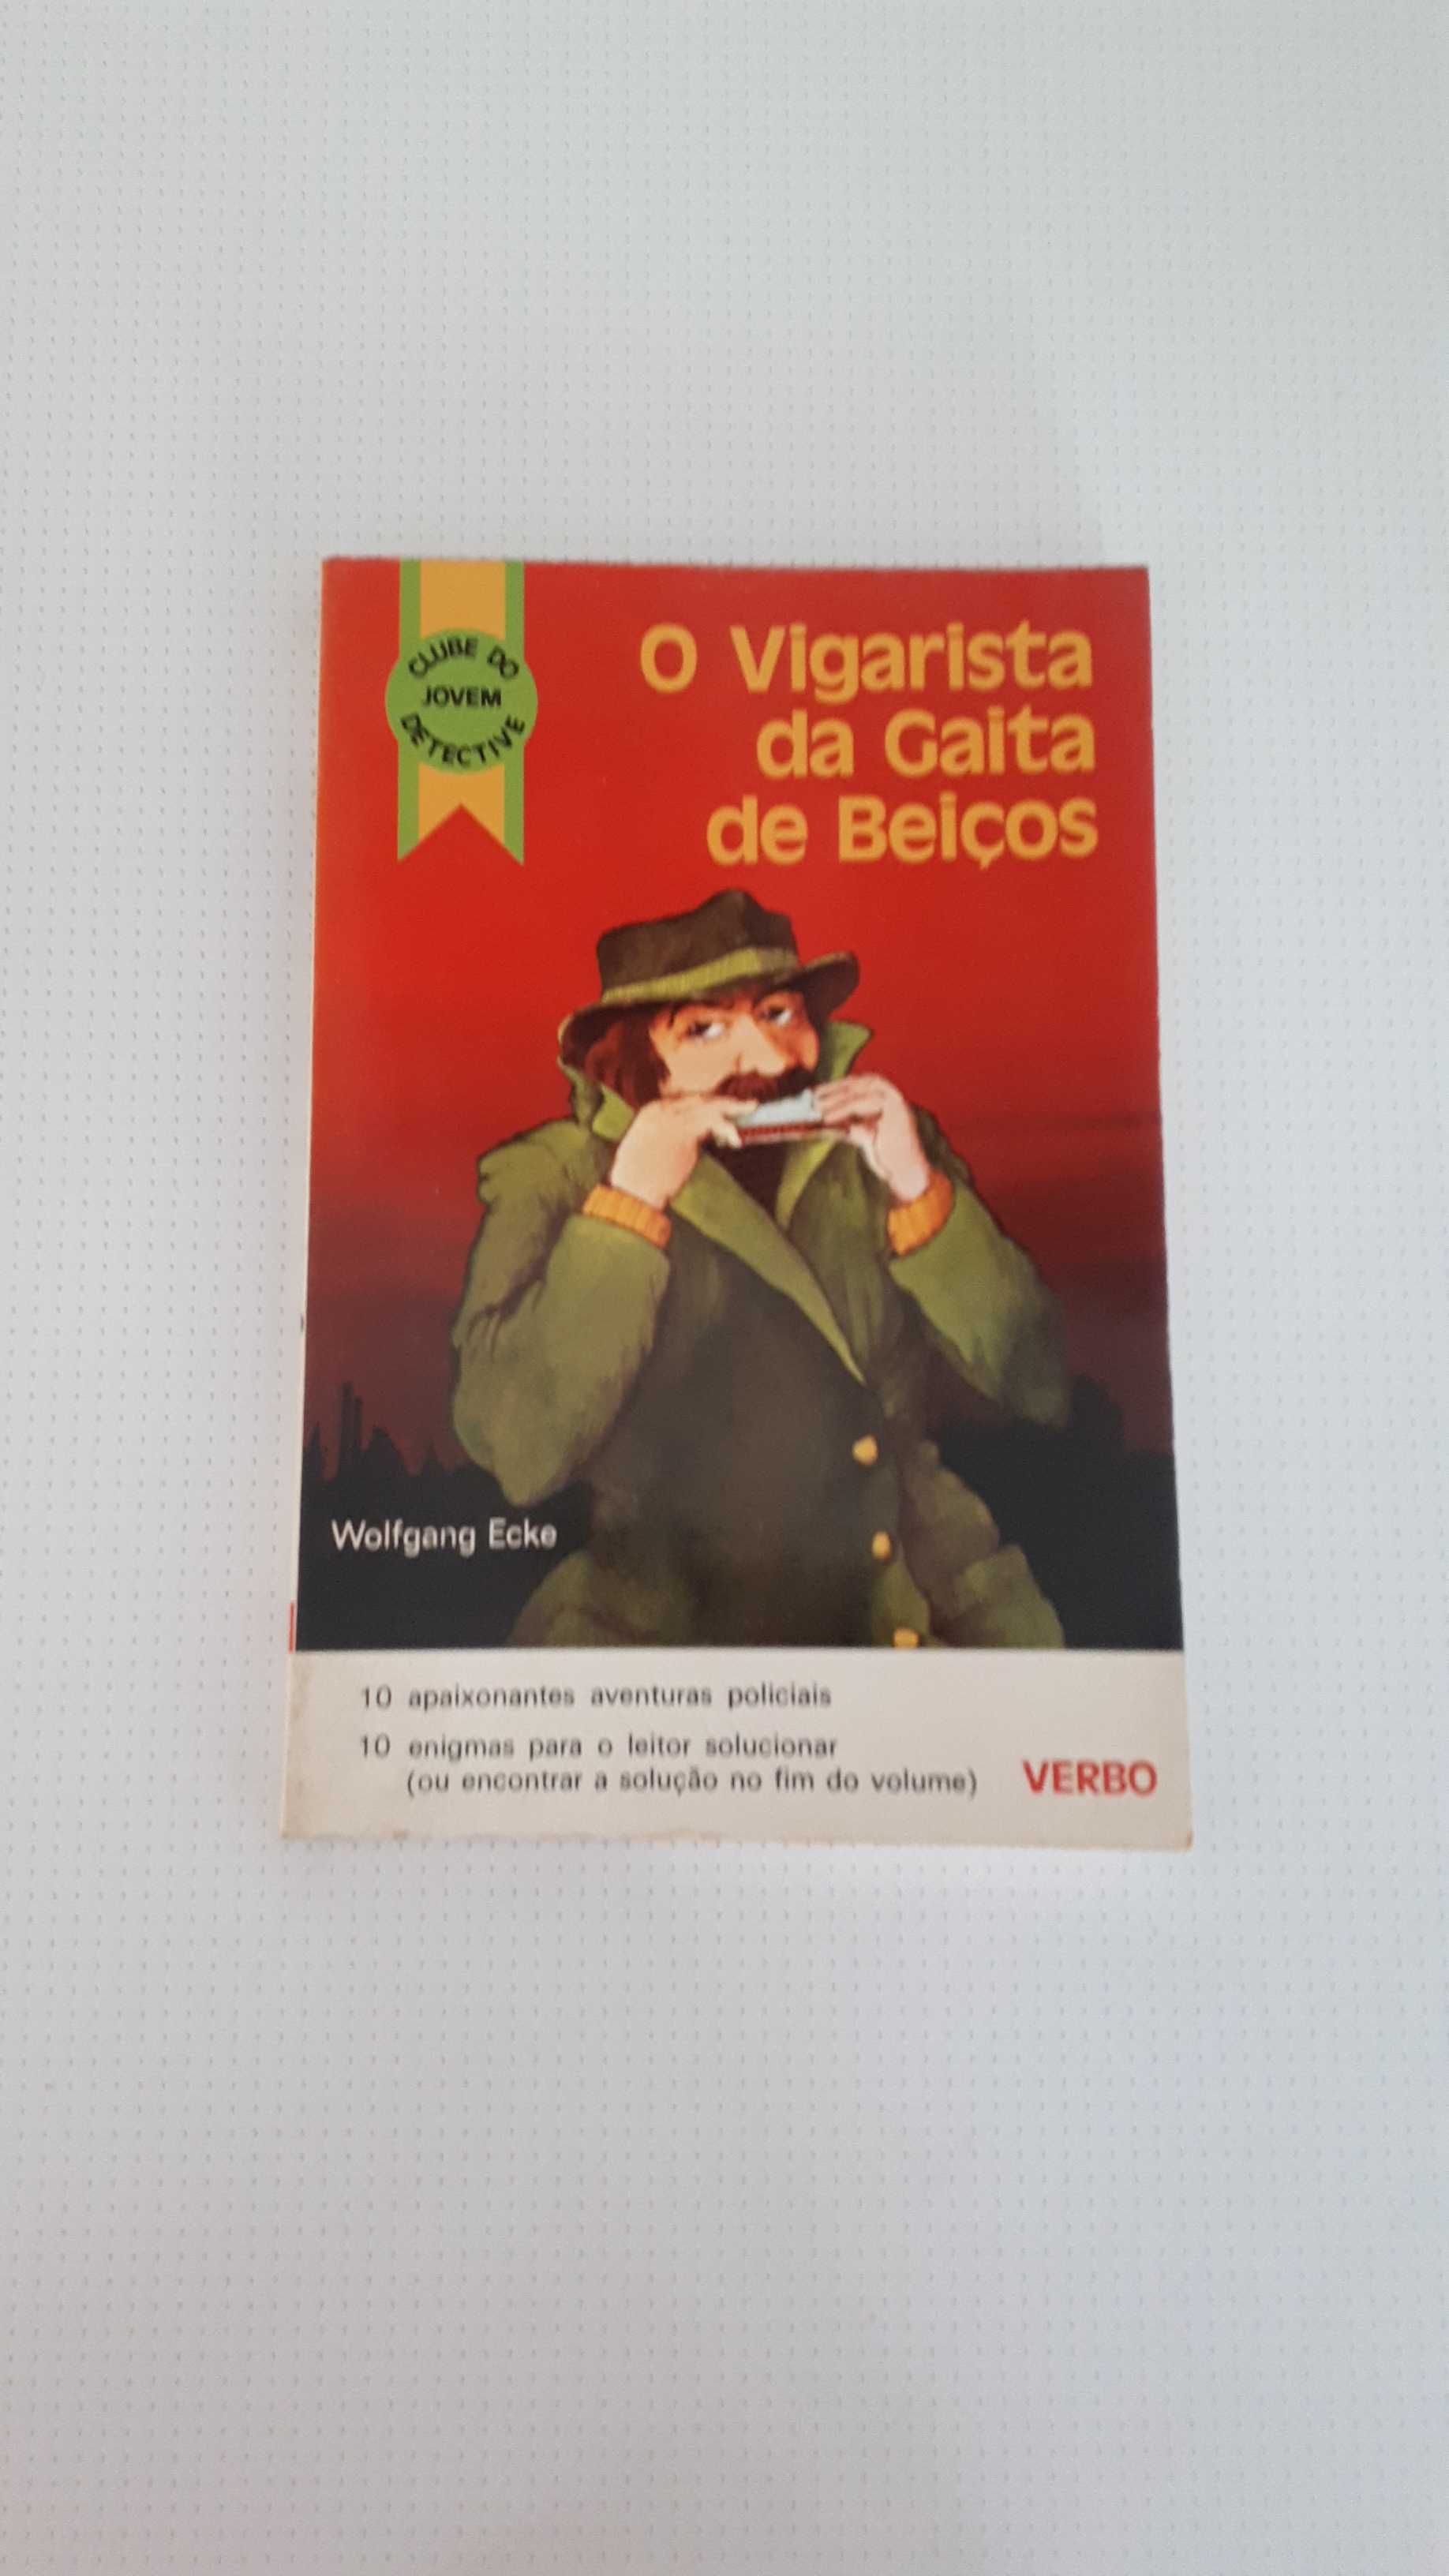 CLUBE DO
JOVEM
DETECTIVE
O Vigarista
da Gaita
de Beiços
Wolfgang Ecke
10 apaixonantes aventuras policiais
10 enigmas para o leitor solucionar
(ou encontrar a solução no fim do volume)
VERBO